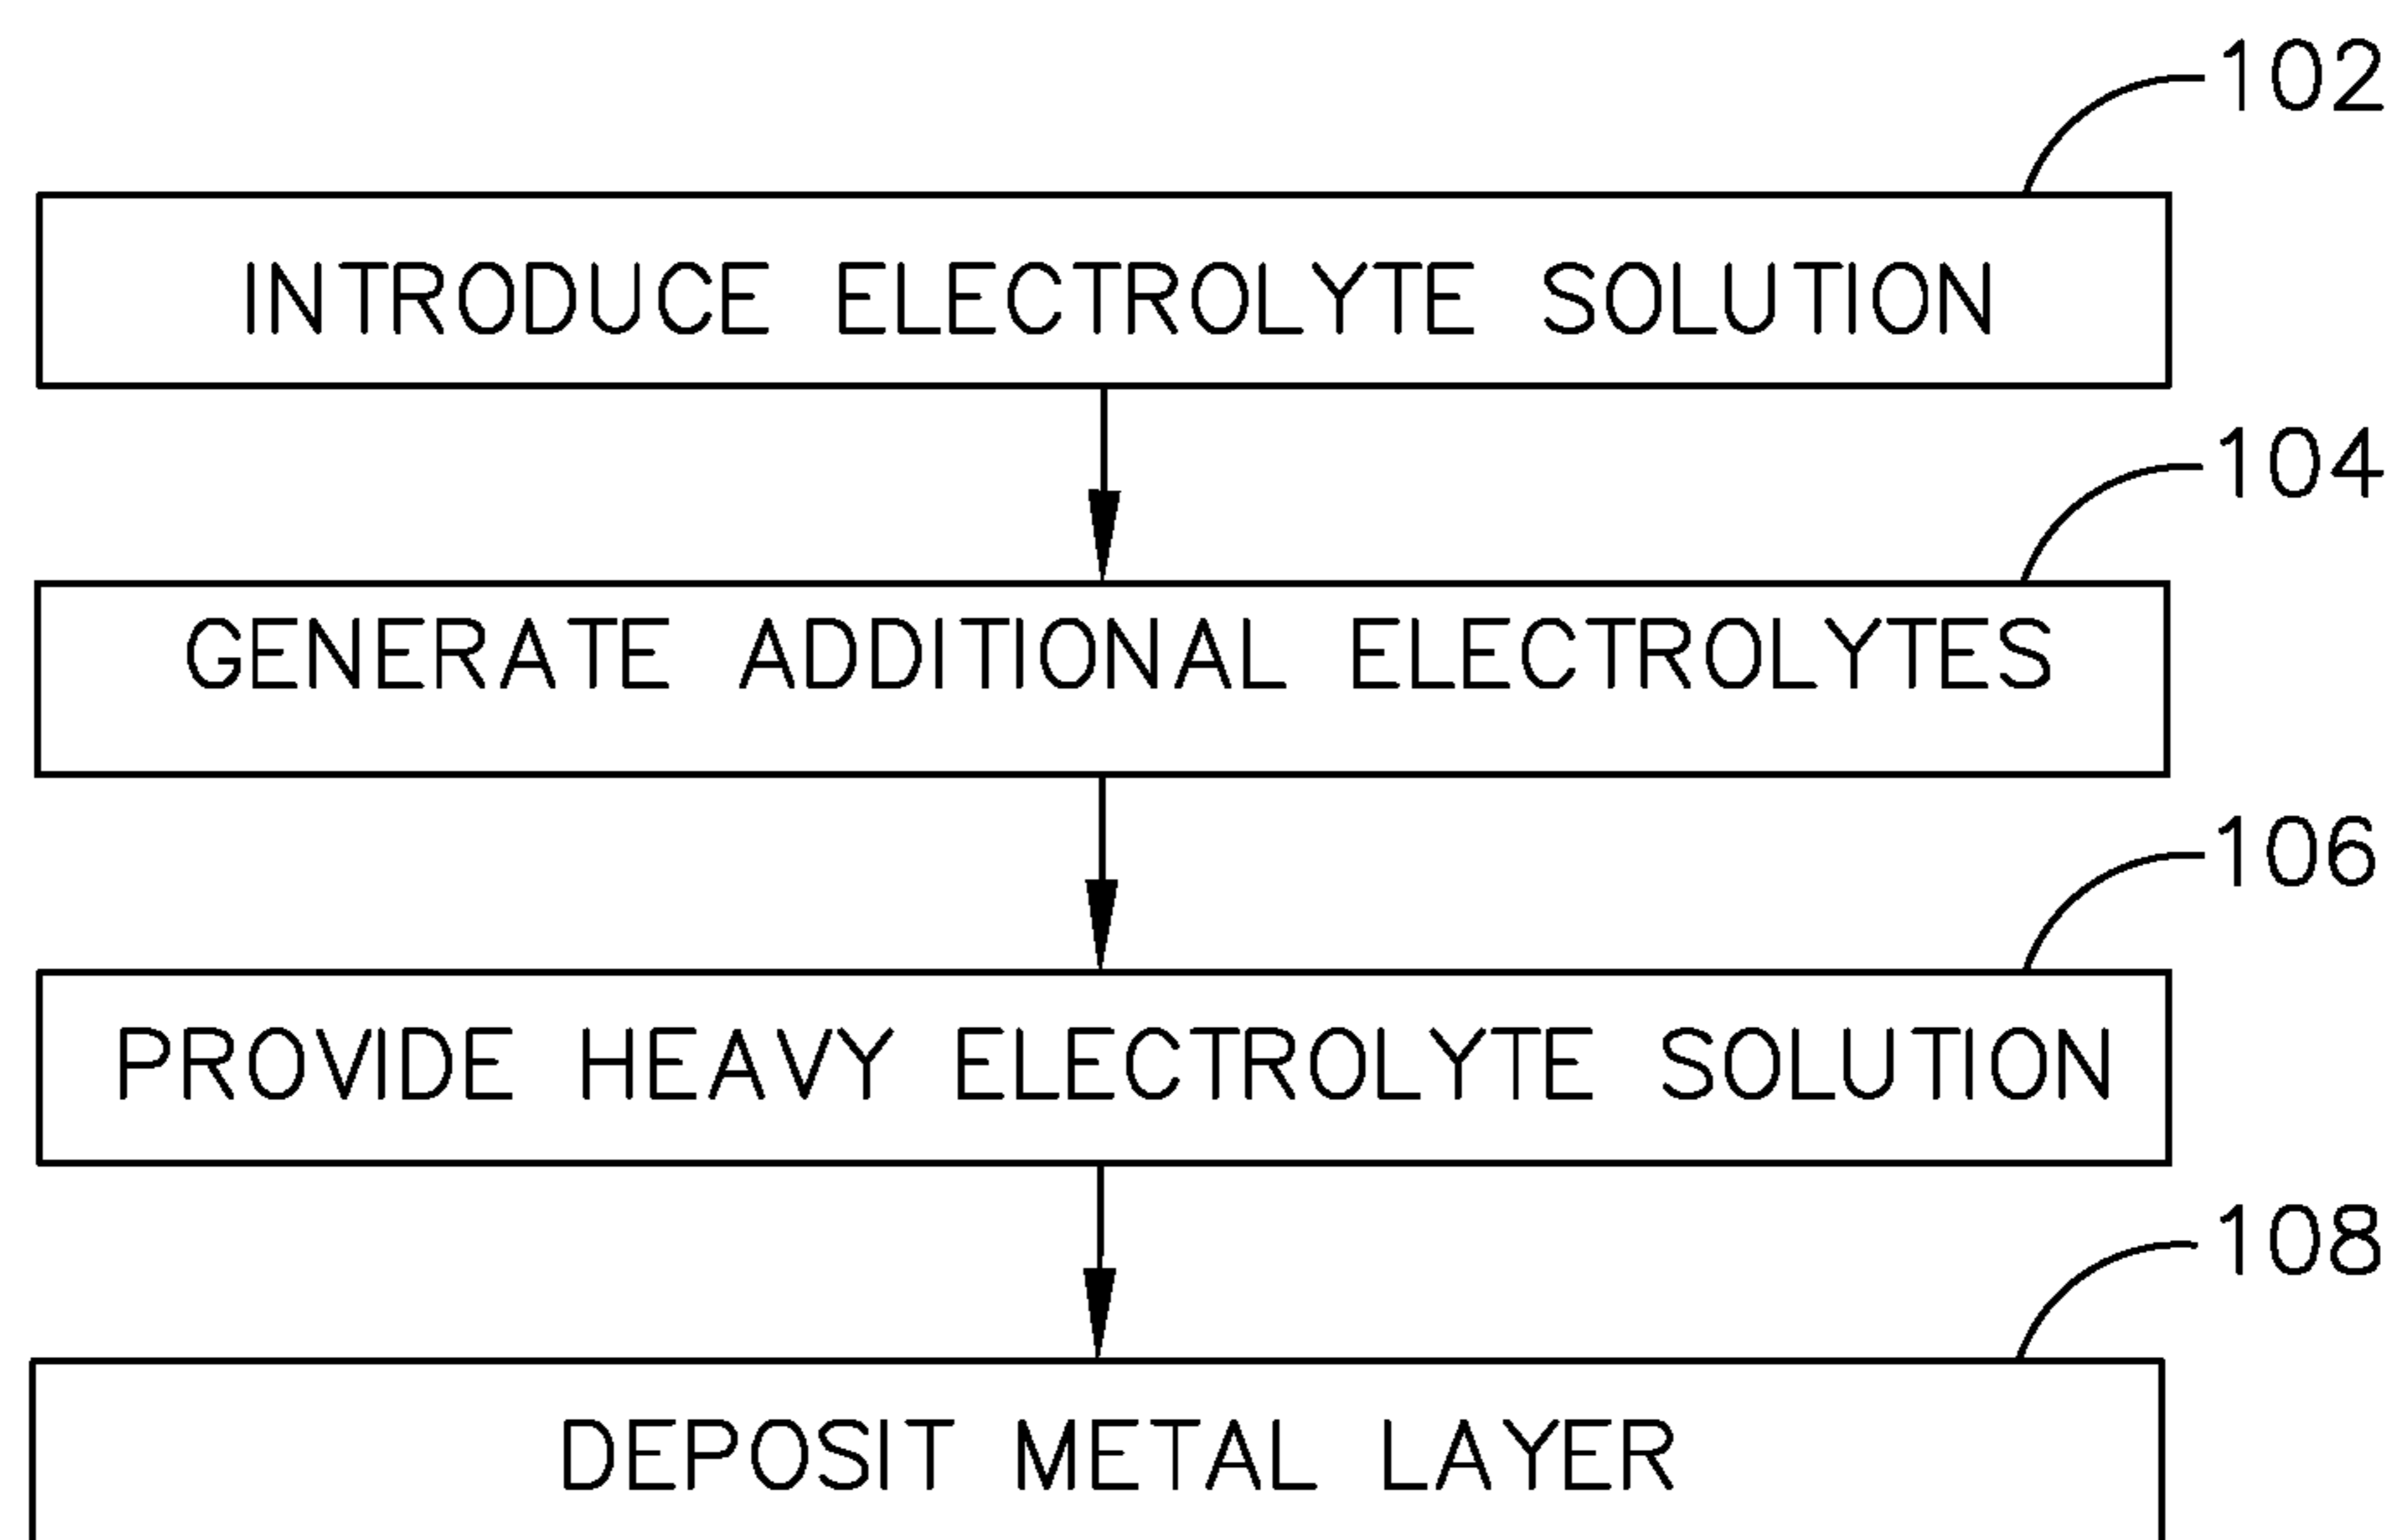 102
INTRODUCE ELECTROLYTE SOLUTION
104
GENERATE ADDITIONAL ELECTROLYTES
106
PROVIDE HEAVY ELECTROLYTE SOLUTION
108
DEPOSIT METAL LAYER